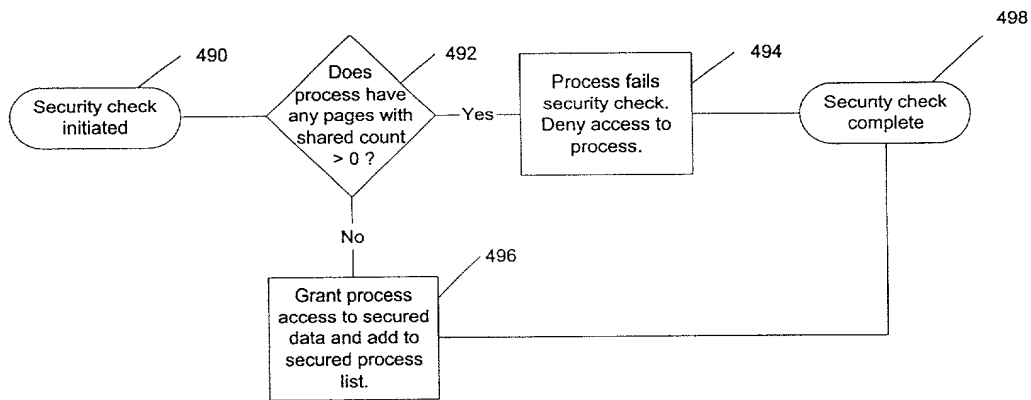 490
Security check
initiated
492
Does
process have
any pages with
shared count
> 0 ?
Yes
494
Process fails
security check.
Deny access to
process.
498
Security check
complete
No
496
Grant process
access to secured
data and add to
secured process
list.